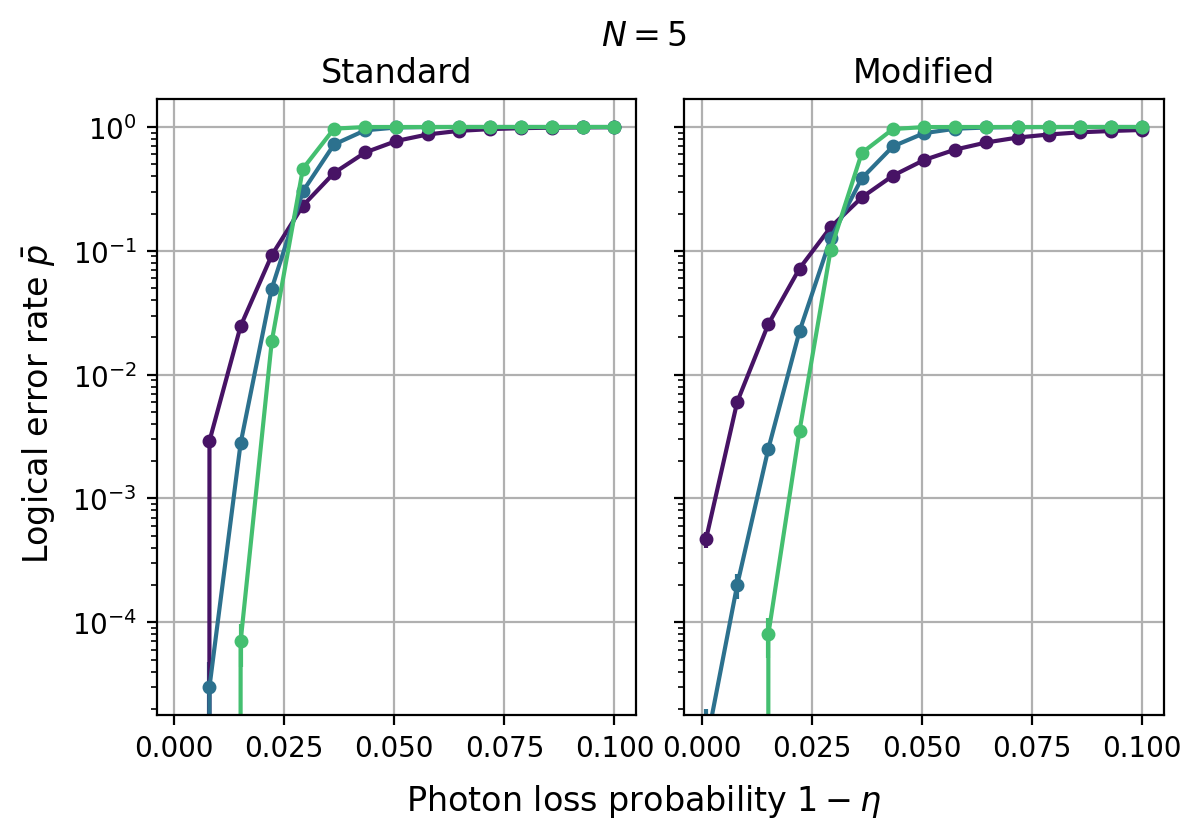 N = 5
Standard
Modified
Logical error rate p̄
10⁰
10⁻¹
10⁻²
10⁻³
10⁻⁴
0.000 0.025 0.050 0.075 0.100
0.000 0.025 0.050 0.075 0.100
Photon loss probability 1 − η